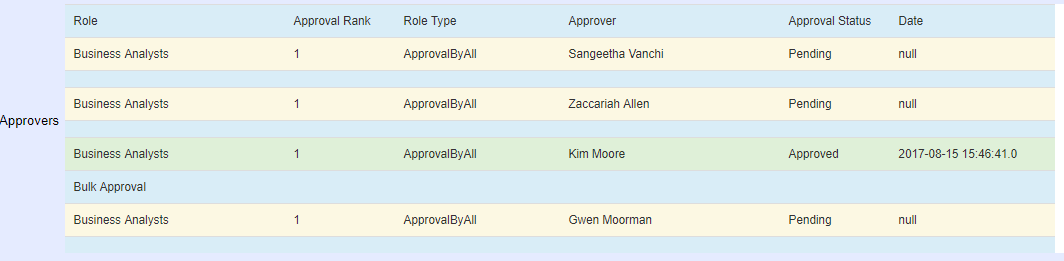 Role Approval Rank Role Type Approver Approval Status Date
Business Analysts 1 ApprovalByAll Sangeetha Vanchi Pending null
Business Analysts 1 ApprovalByAll Zaccariah Allen Pending null
Approvers
Business Analysts 1 ApprovalByAll Kim Moore Approved 2017-08-15 15:46:41.0
Bulk Approval
Business Analysts 1 ApprovalByAll Gwen Moorman Pending null